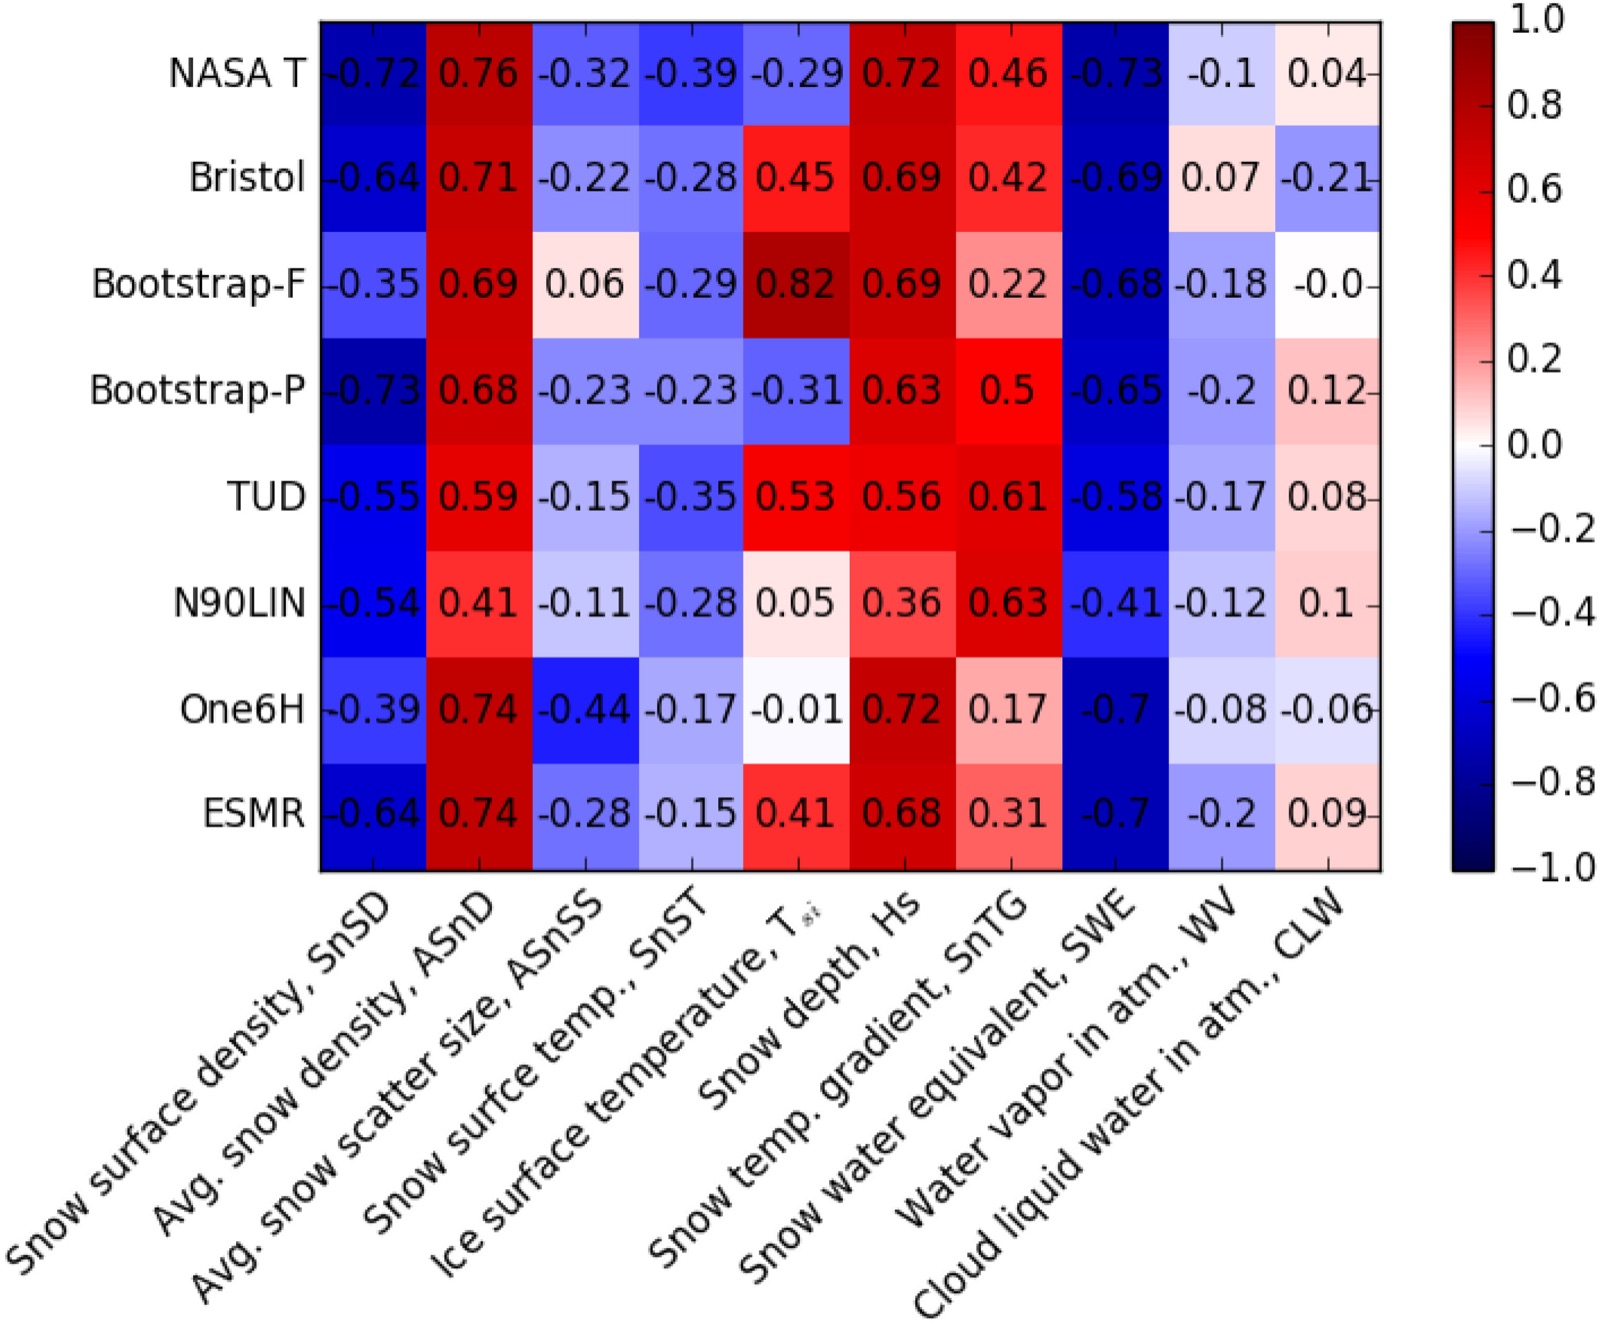 NASA T -0.72 0.76 -0.32 -0.39 -0.29 0.72 0.46 -0.73 -0.1 0.04
Bristol -0.64 0.71 -0.22 -0.28 0.45 0.69 0.42 -0.69 0.07 -0.21
Bootstrap-F -0.35 0.69 0.06 -0.29 0.82 0.69 0.22 -0.68 -0.18 -0.0
Bootstrap-P -0.73 0.68 -0.23 -0.23 -0.31 0.63 0.5 -0.65 -0.2 0.12
TUD -0.55 0.59 -0.15 -0.35 0.53 0.56 0.61 -0.58 -0.17 0.08
N90LIN -0.54 0.41 -0.11 -0.28 0.05 0.36 0.63 -0.41 -0.12 0.1
One6H -0.39 0.74 -0.44 -0.17 -0.01 0.72 0.17 -0.7 -0.08 -0.06
ESMR -0.64 0.74 -0.28 -0.15 0.41 0.68 0.31 -0.7 -0.2 0.09
Snow surface density, SnSD
Avg. snow density, ASnD
Avg. snow scatter size, ASnSS
Snow surfce temp., SnST
Ice surface temperature, T_si
Snow depth, Hs
Snow temp. gradient, SnTG
Snow water equivalent, SWE
Water vapor in atm., WV
Cloud liquid water in atm., CLW
1.0
0.8
0.6
0.4
0.2
0.0
−0.2
−0.4
−0.6
−0.8
−1.0